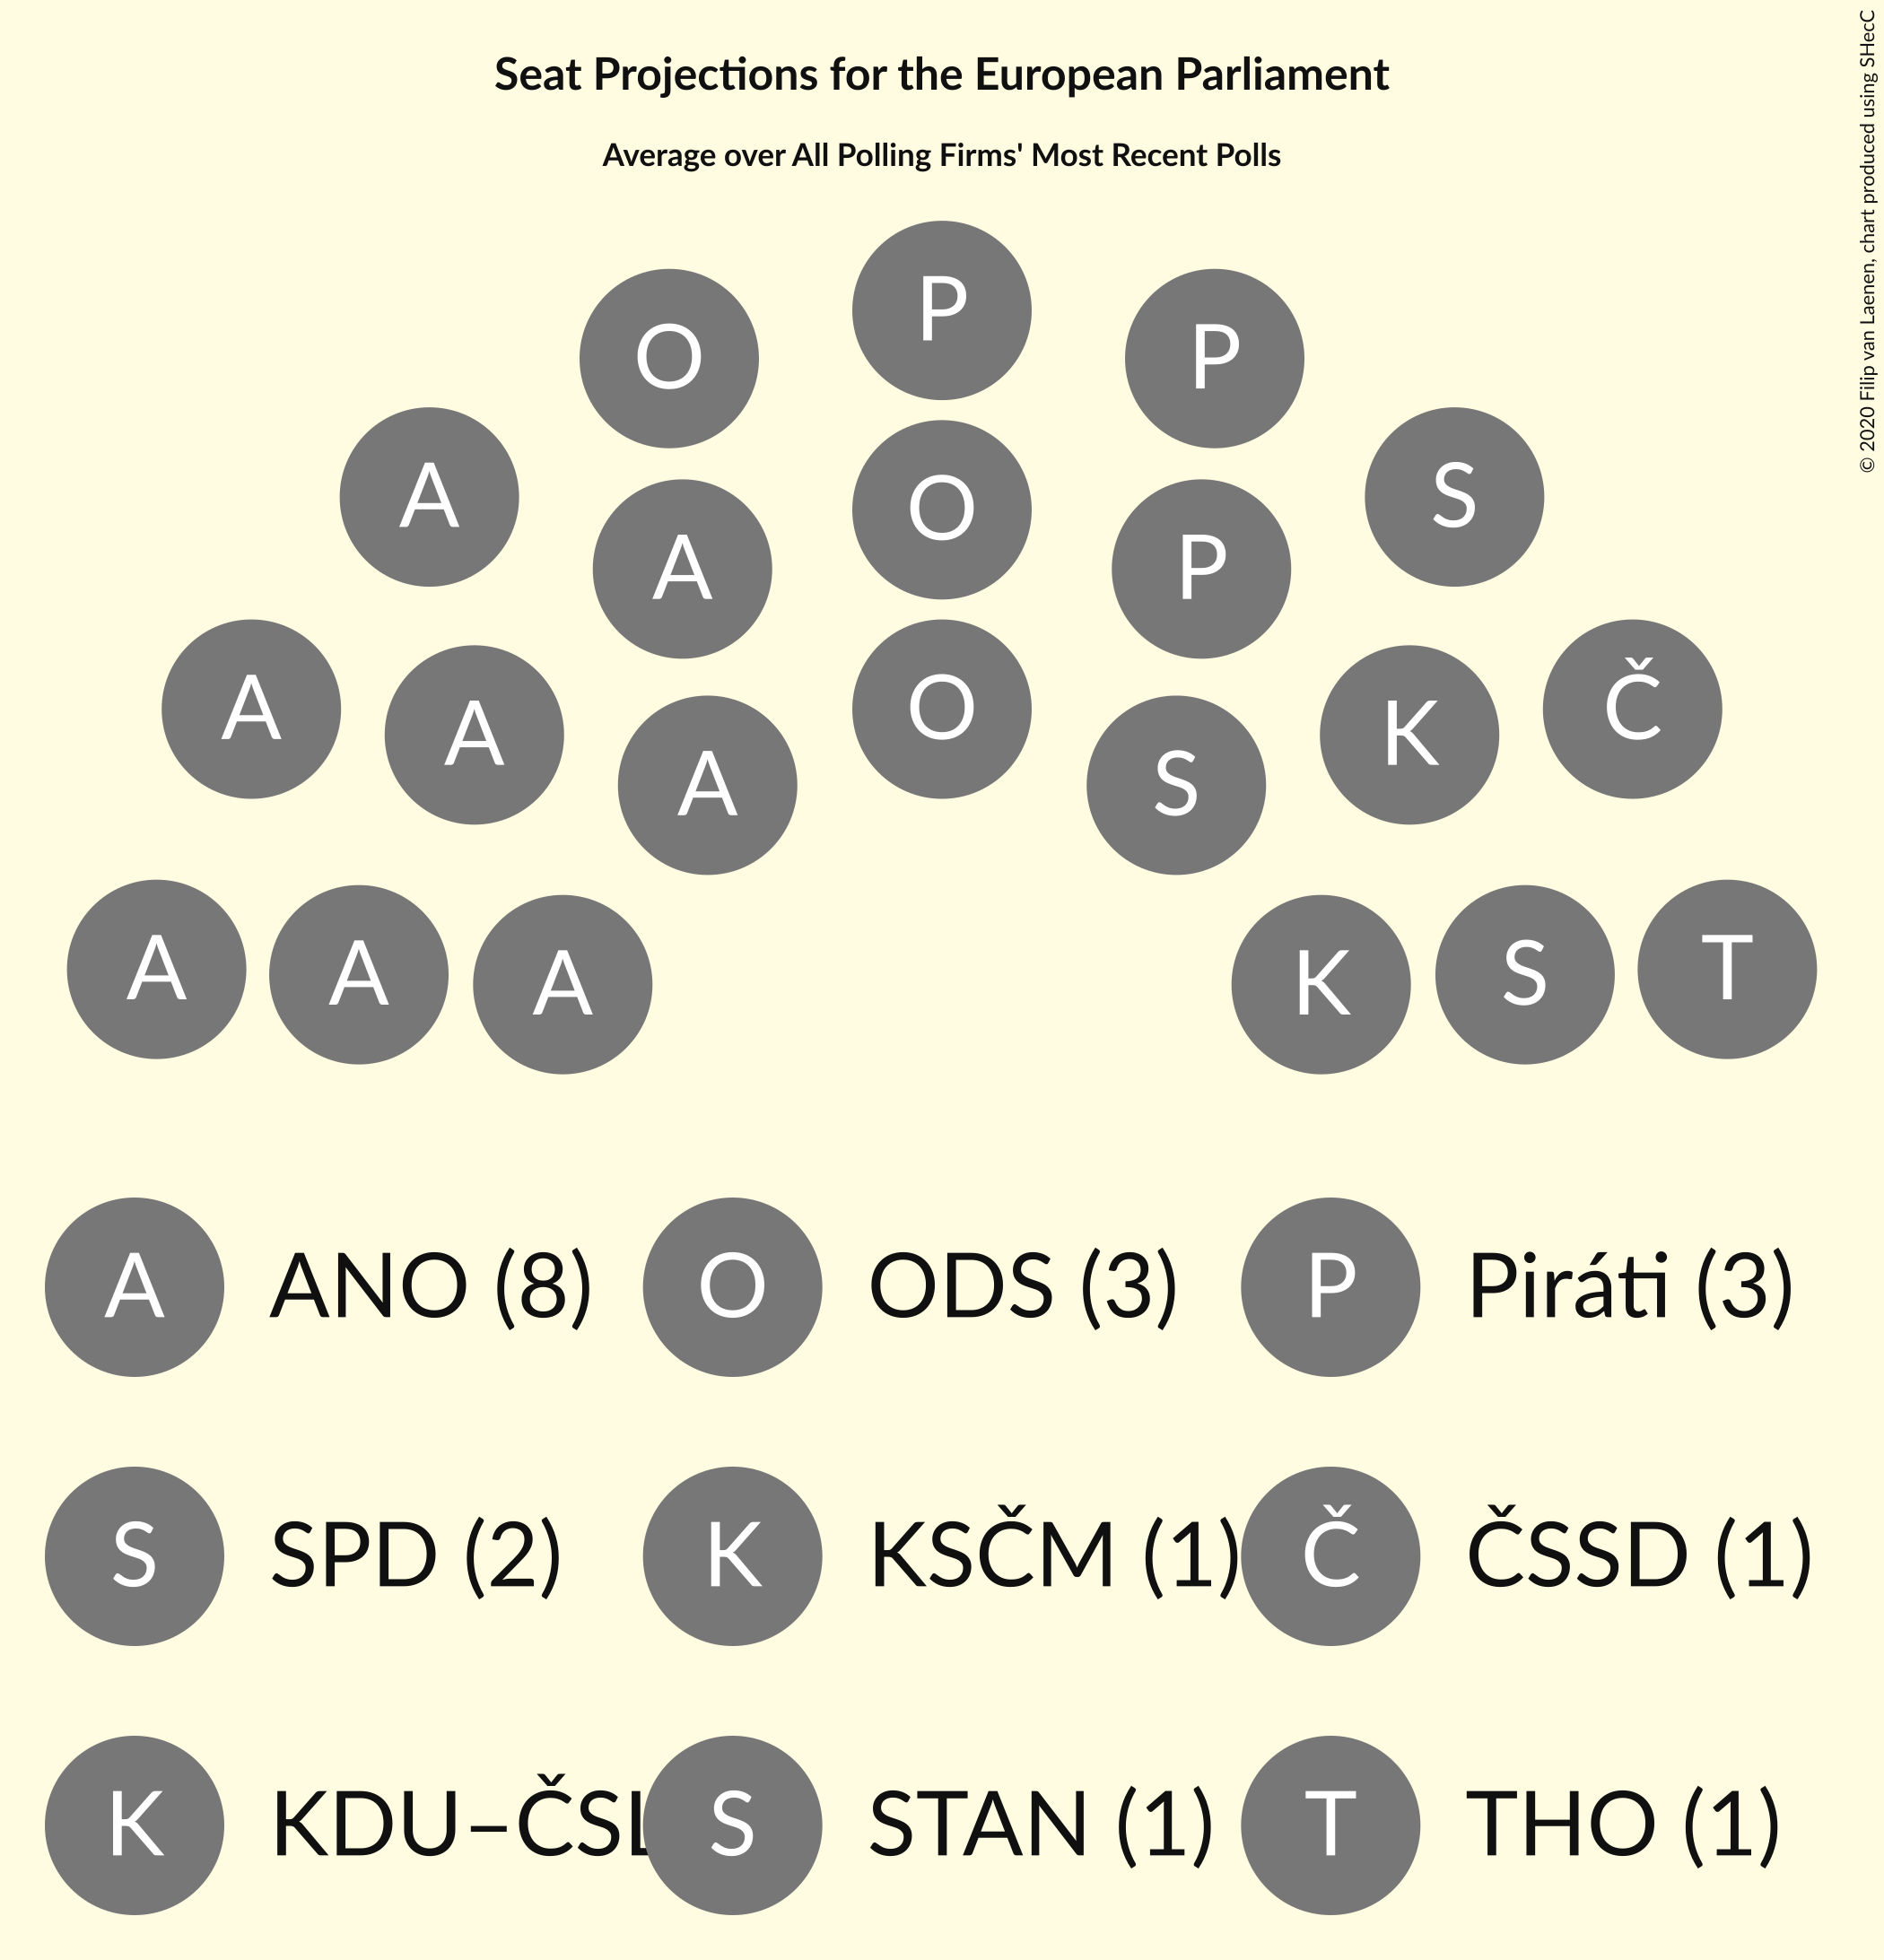 Seat Projections for the European Parliament
Average over All Polling Firms' Most Recent Polls
© 2020 Filip van Laenen, chart produced using SHecC
P
O P
A O S
A P
A O Č
A K
A S
A A A K S T
A ANO (8) O ODS (3) P Piráti (3)
S SPD (2) K KSČM (1) Č ČSSD (1)
K KDU–ČSL S STAN (1) T THO (1)